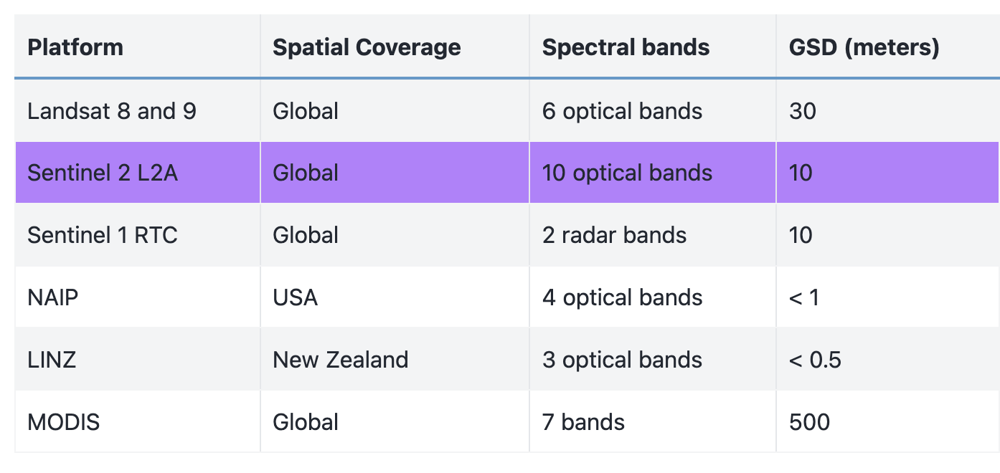 Platform Spatial Coverage Spectral bands GSD (meters)
Landsat 8 and 9 Global 6 optical bands 30
Sentinel 2 L2A Global 10 optical bands 10
Sentinel 1 RTC Global 2 radar bands 10
NAIP USA 4 optical bands < 1
LINZ New Zealand 3 optical bands < 0.5
MODIS Global 7 bands 500